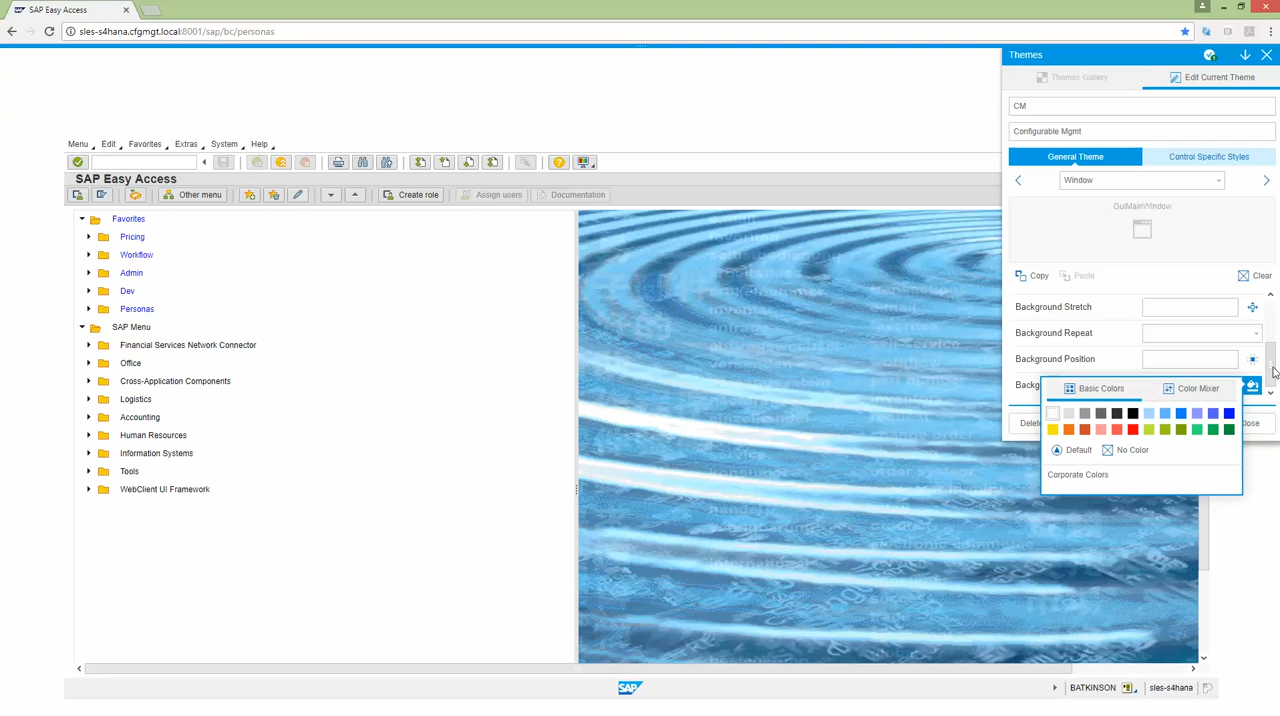 SAP Easy Access
sles-s4hana.cfgmgt.local:8001/sap/bc/personas
Themes
Themes Gallery
Edit Current Theme
CM
Configurable Mgmt
General Theme
Control Specific Styles
Window
GuiMainWindow
Copy
Paste
Clear
Background Stretch
Background Repeat
Background Position
Backg
Basic Colors
Color Mixer
Default
No Color
Corporate Colors
Menu Edit Favorites Extras System Help
SAP Easy Access
Other menu
Create role
Assign users
Documentation
Favorites
Pricing
Workflow
Admin
Dev
Personas
SAP Menu
Financial Services Network Connector
Office
Cross-Application Components
Logistics
Accounting
Human Resources
Information Systems
Tools
WebClient UI Framework
SAP
BATKINSON
sles-s4hana